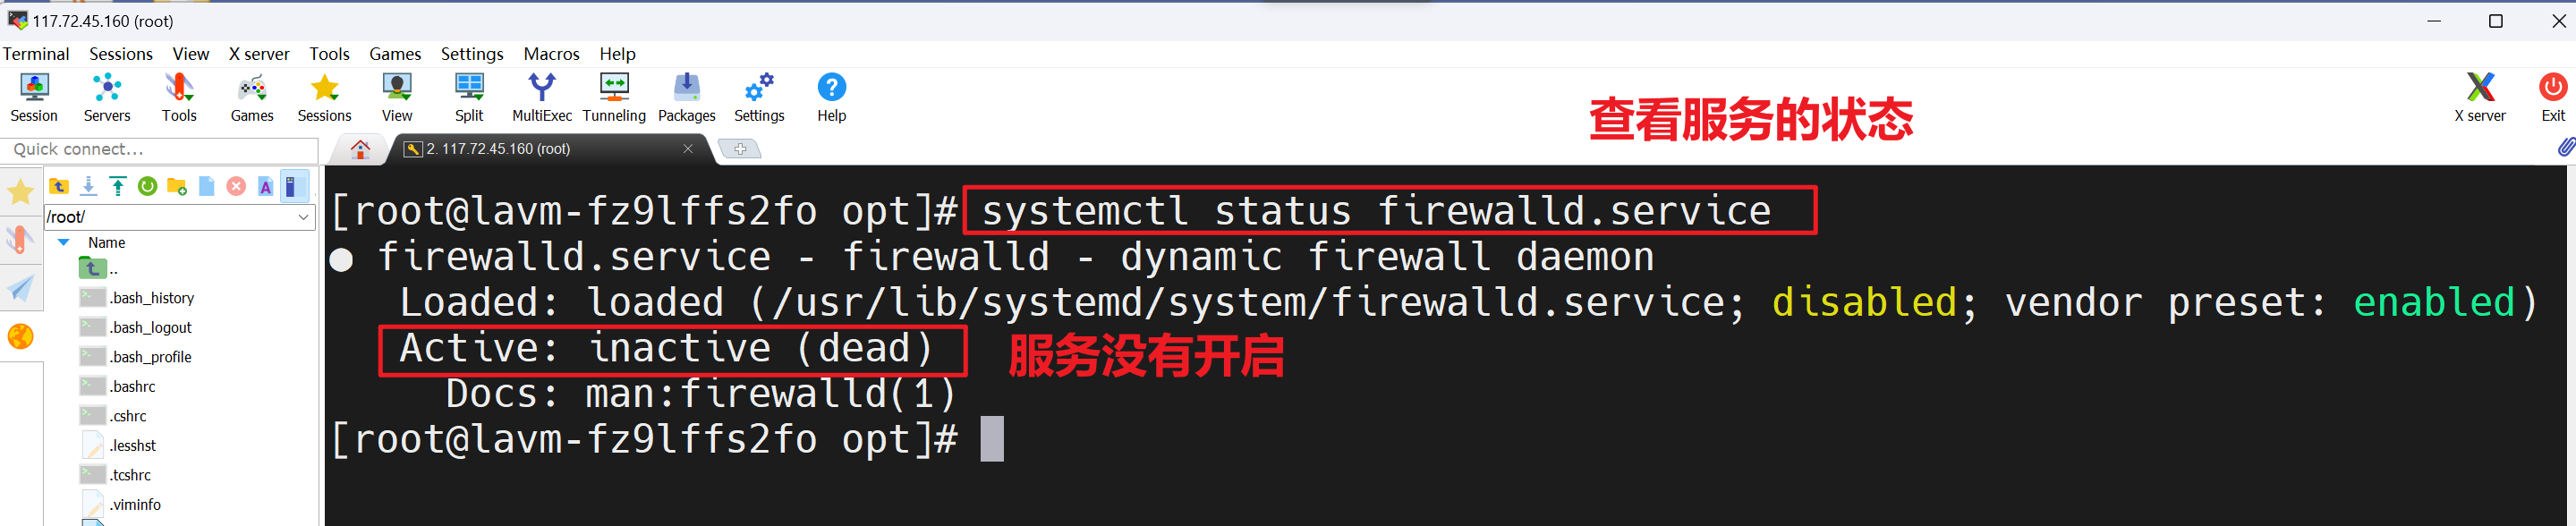 117.72.45.160 (root)
Terminal Sessions View X server Tools Games Settings Macros Help
Session Servers Tools Games Sessions View Split MultiExec Tunneling Packages Settings Help X server Exit
查看服务的状态
Quick connect...
2. 117.72.45.160 (root)
/root/
Name
..
.bash_history
.bash_logout
.bash_profile
.bashrc
.cshrc
.lesshst
.tcshrc
.viminfo
[root@lavm-fz9lffs2fo opt]# systemctl status firewalld.service
● firewalld.service - firewalld - dynamic firewall daemon
Loaded: loaded (/usr/lib/systemd/system/firewalld.service; disabled; vendor preset: enabled)
Active: inactive (dead) 服务没有开启
Docs: man:firewalld(1)
[root@lavm-fz9lffs2fo opt]#